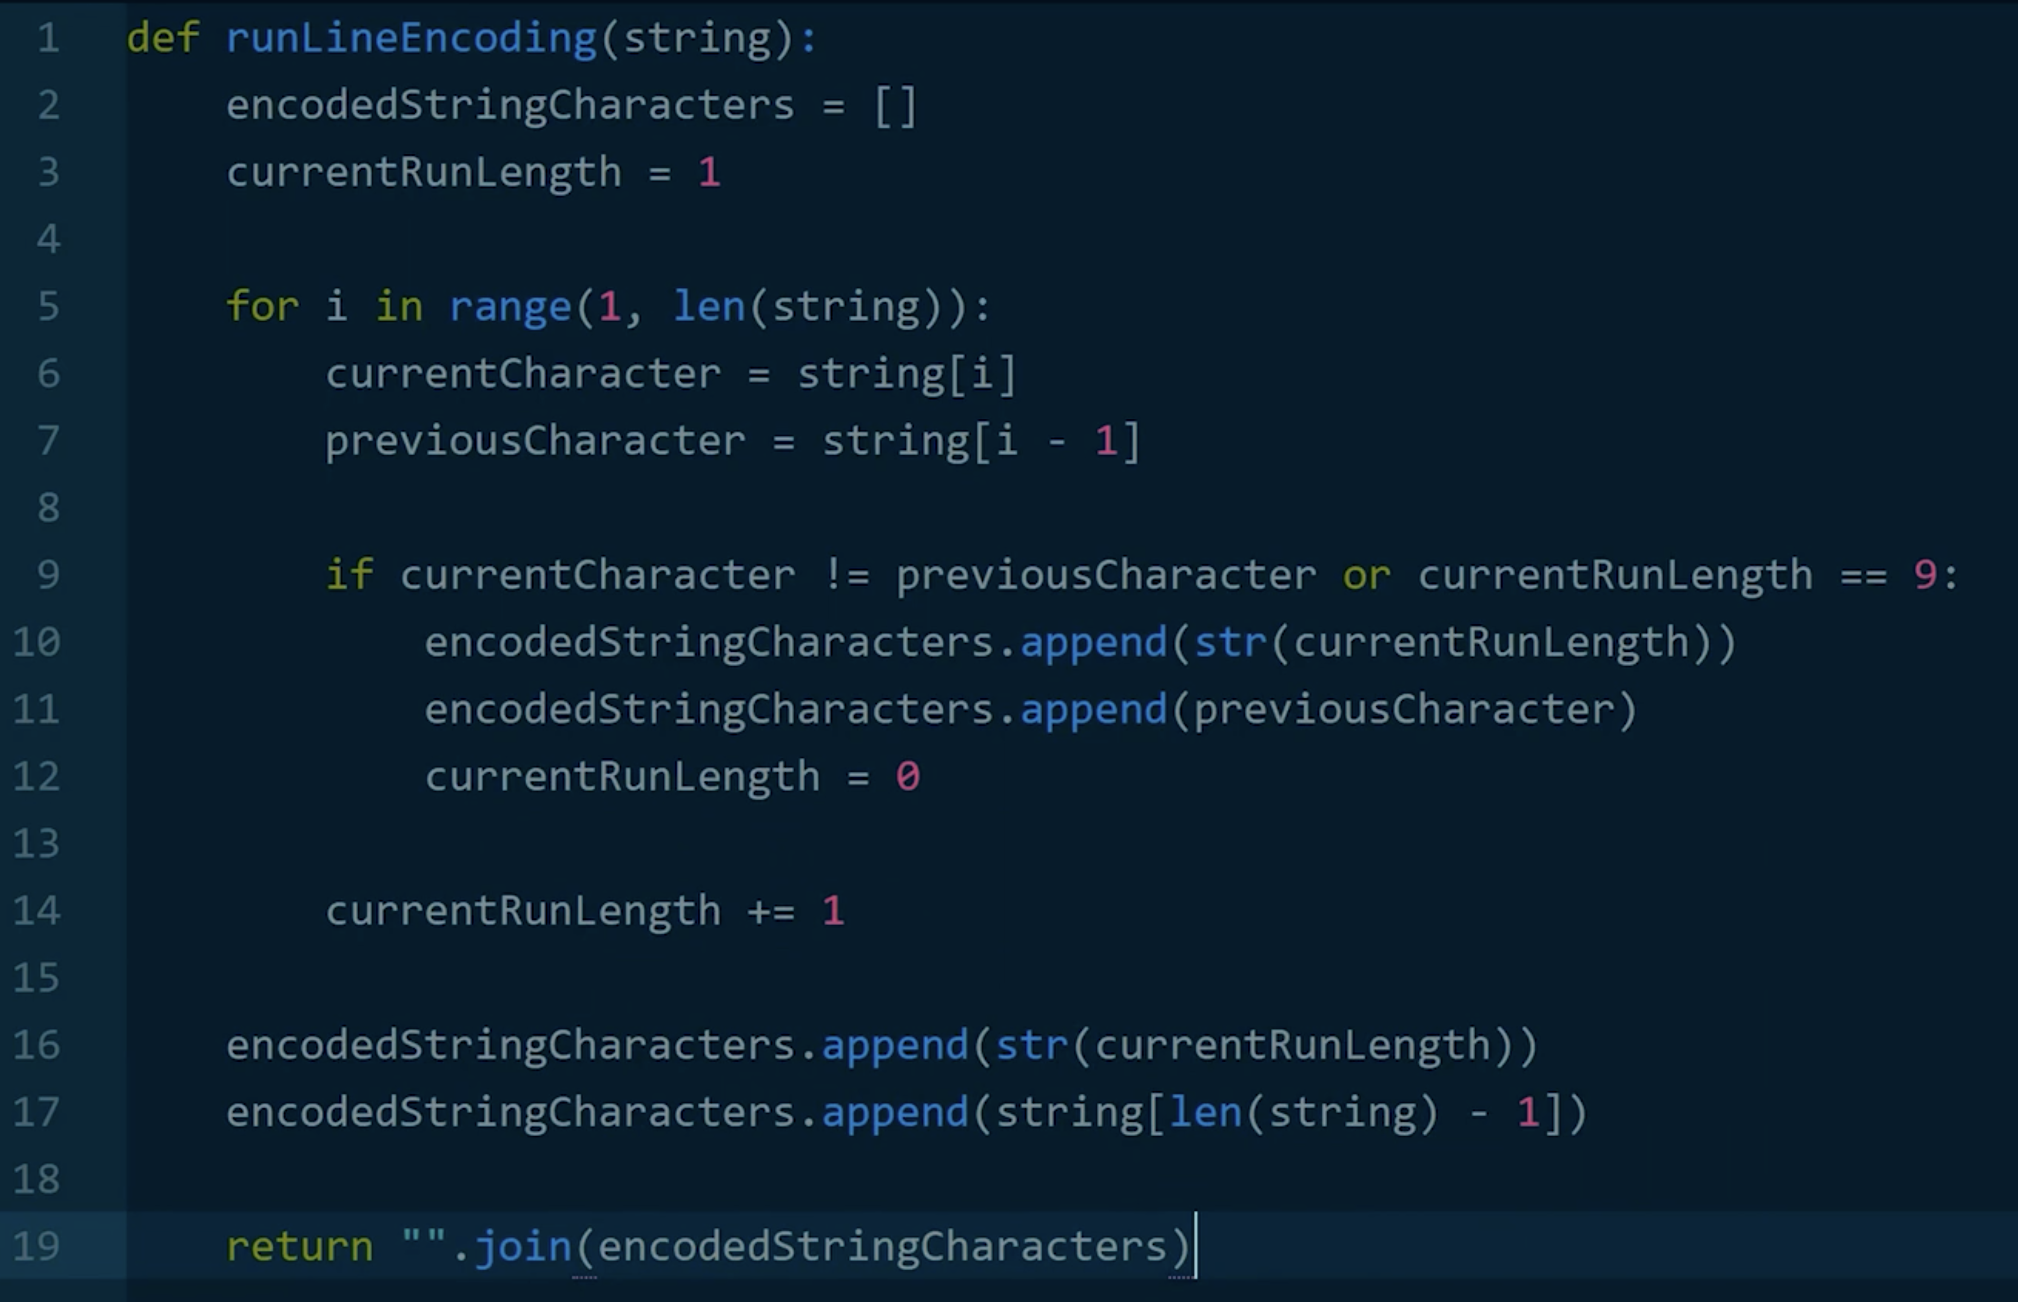 1 def runLineEncoding(string):
2     encodedStringCharacters = []
3     currentRunLength = 1
4
5     for i in range(1, len(string)):
6         currentCharacter = string[i]
7         previousCharacter = string[i - 1]
8
9         if currentCharacter != previousCharacter or currentRunLength == 9:
10             encodedStringCharacters.append(str(currentRunLength))
11             encodedStringCharacters.append(previousCharacter)
12             currentRunLength = 0
13
14         currentRunLength += 1
15
16     encodedStringCharacters.append(str(currentRunLength))
17     encodedStringCharacters.append(string[len(string) - 1])
18
19     return "".join(encodedStringCharacters)